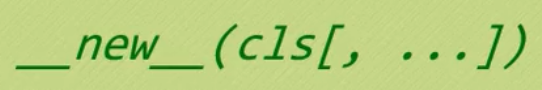 __new__(cls[, ...])